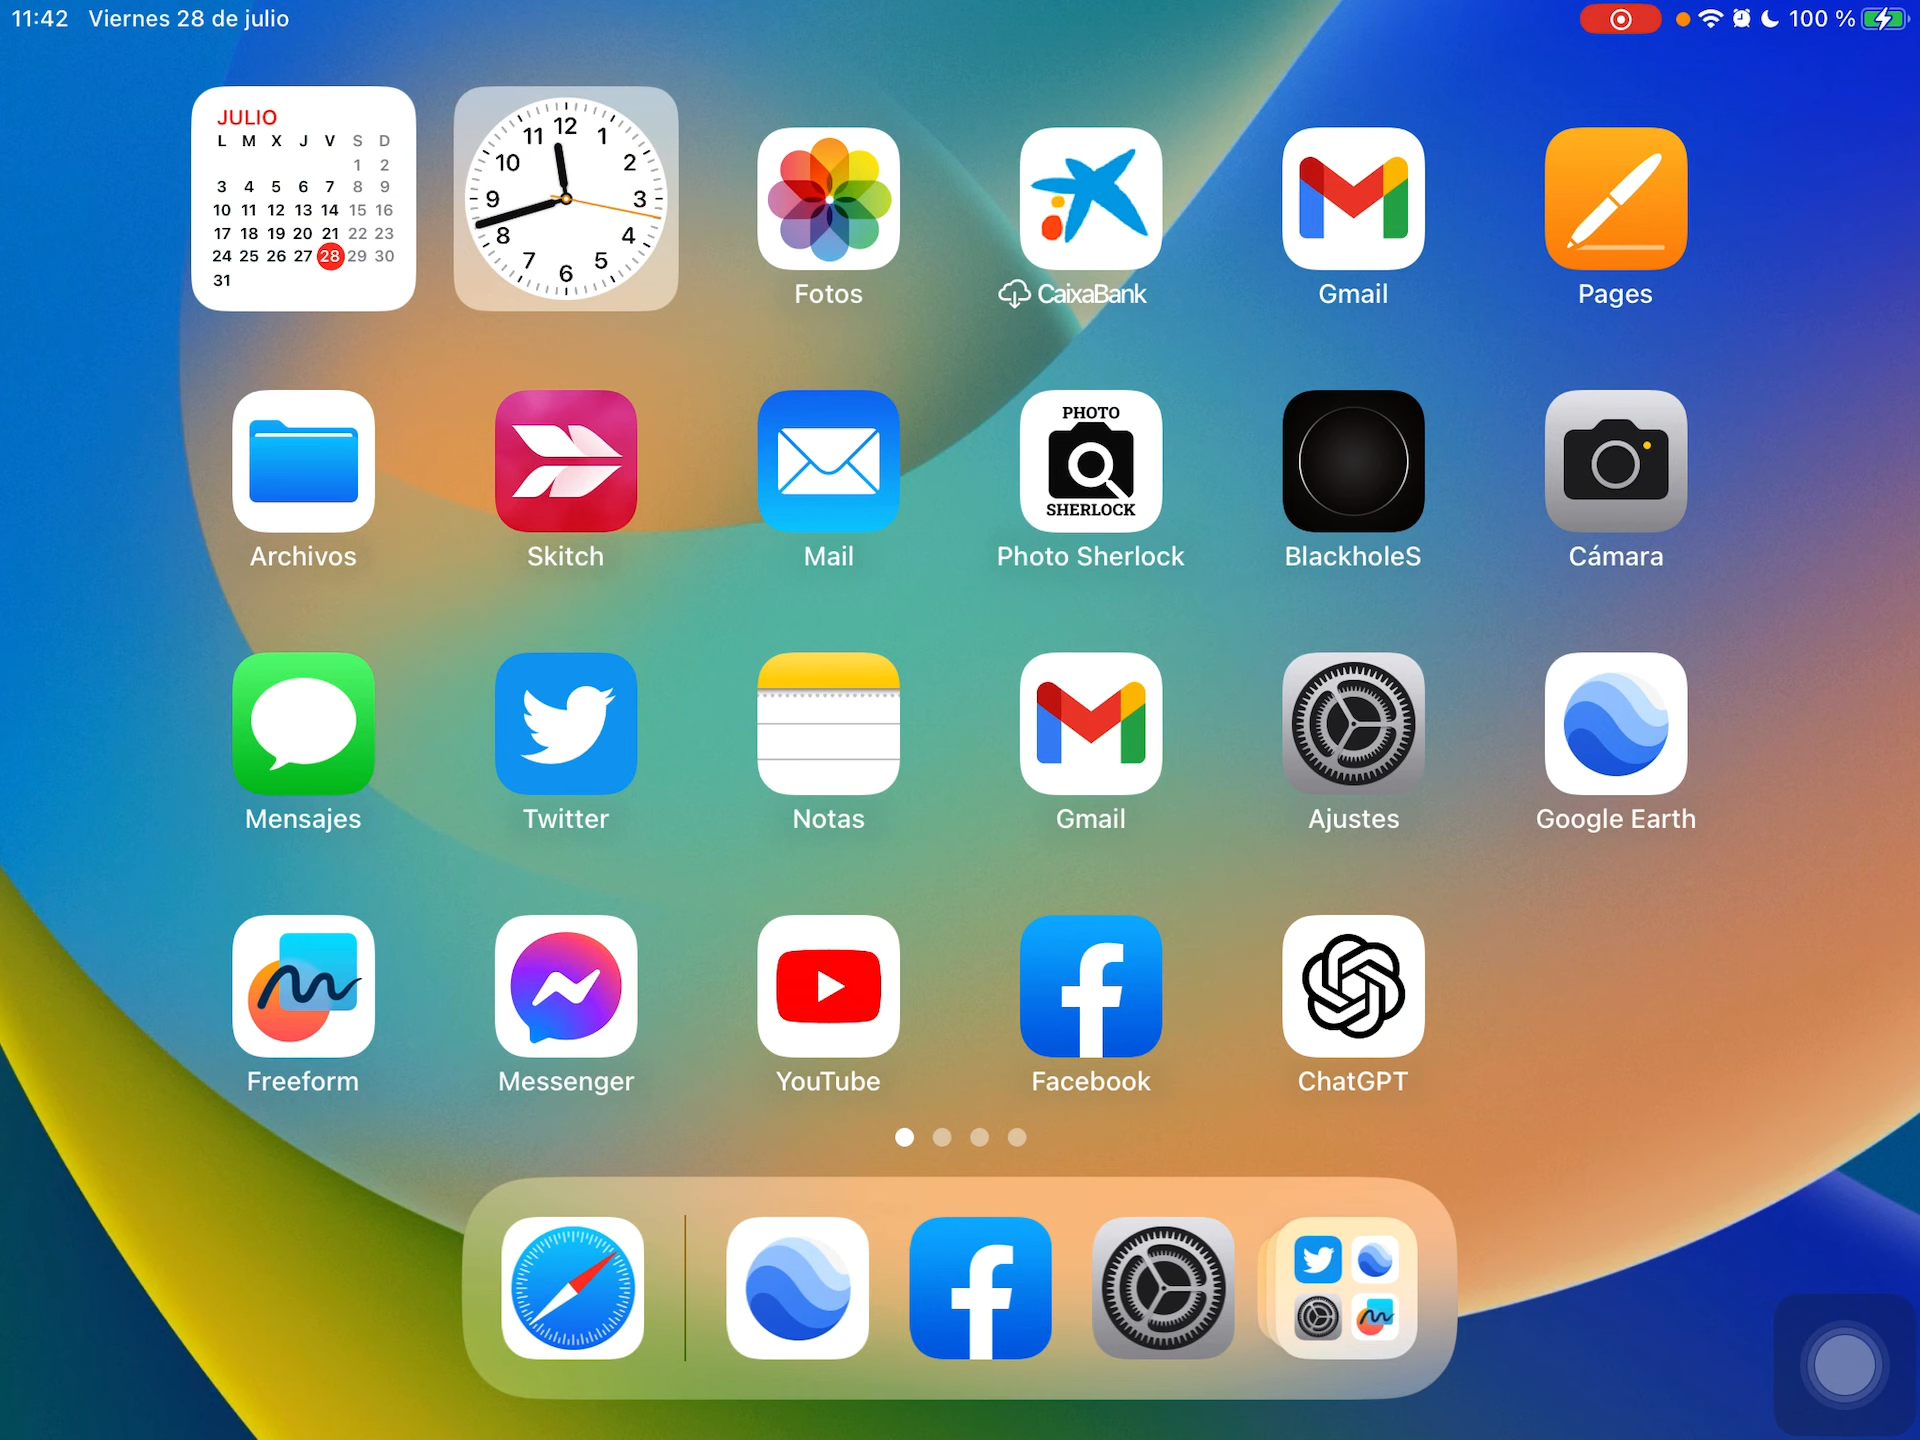 11:42 Viernes 28 de julio
100 %
JULIO
L M X J V S D
1 2
3 4 5 6 7 8 9
10 11 12 13 14 15 16
17 18 19 20 21 22 23
24 25 26 27 28 29 30
31
12
11 1
10 2
9 3
8 4
7 5
6
Fotos
CaixaBank
Gmail
Pages
PHOTO
SHERLOCK
Archivos
Skitch
Mail
Photo Sherlock
BlackholeS
Cámara
Mensajes
Twitter
Notas
Gmail
Ajustes
Google Earth
Freeform
Messenger
YouTube
Facebook
ChatGPT